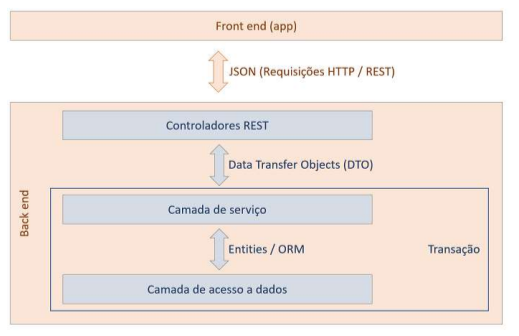 Front end (app)
JSON (Requisições HTTP / REST)
Controladores REST
Data Transfer Objects (DTO)
Back end
Camada de serviço
Entities / ORM
Transação
Camada de acesso a dados